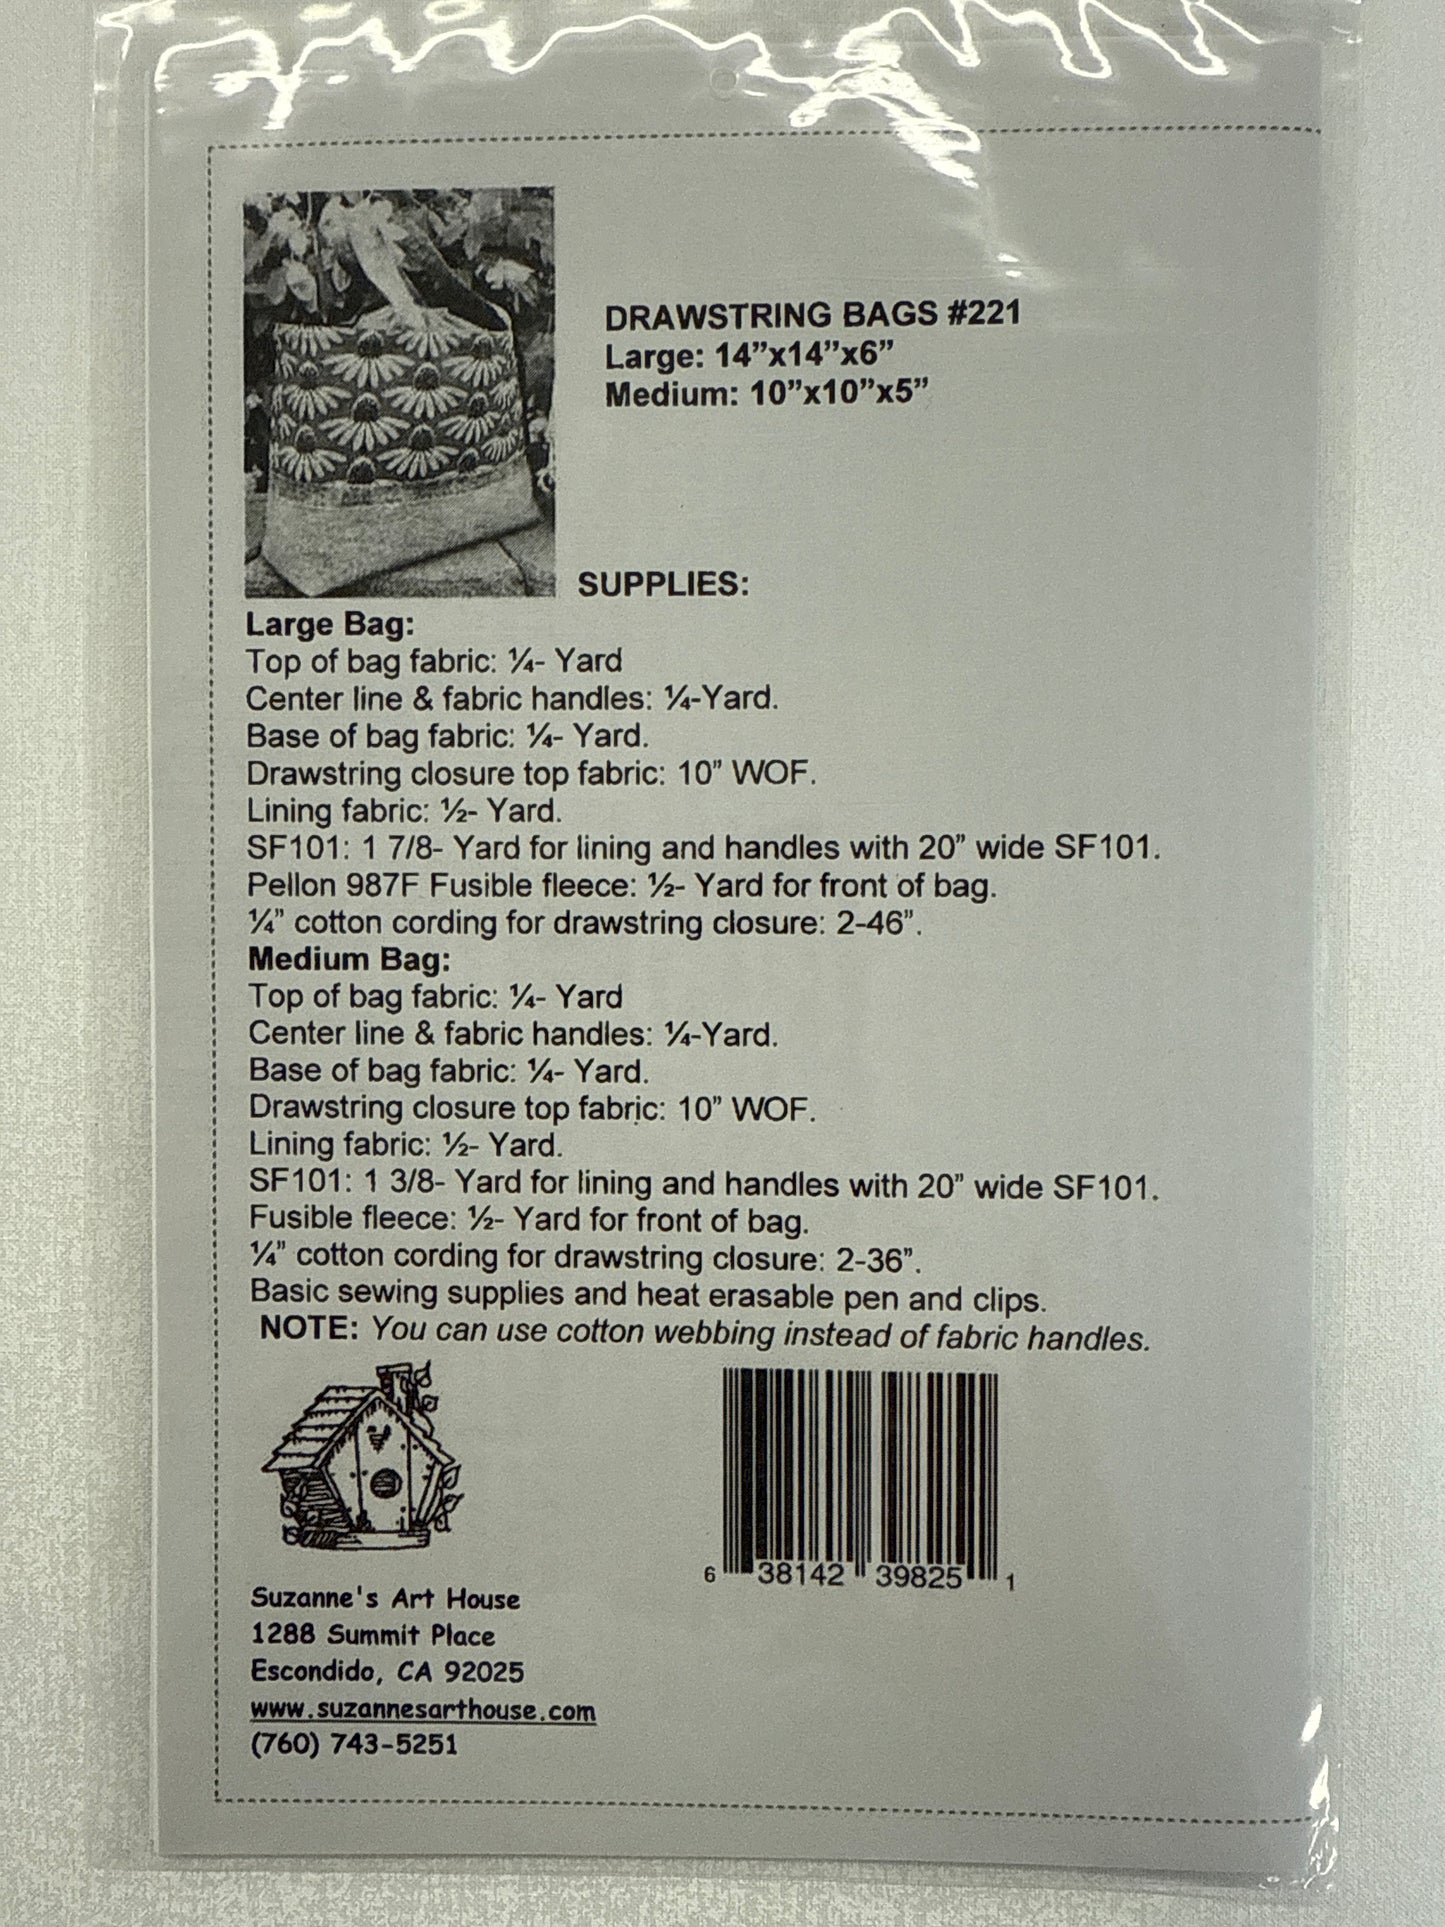 DRAWSTRING BAGS #221
Large: 14”x14”x6”
Medium: 10”x10”x5”
SUPPLIES:
Large Bag:
Top of bag fabric: ¼- Yard
Center line & fabric handles: ¼-Yard.
Base of bag fabric: ¼- Yard.
Drawstring closure top fabric: 10” WOF.
Lining fabric: ½- Yard.
SF101: 1 7/8- Yard for lining and handles with 20” wide SF101.
Pellon 987F Fusible fleece: ½- Yard for front of bag.
¼” cotton cording for drawstring closure: 2-46”.
Medium Bag:
Top of bag fabric: ¼- Yard
Center line & fabric handles: ¼-Yard.
Base of bag fabric: ¼- Yard.
Drawstring closure top fabric: 10” WOF.
Lining fabric: ½- Yard.
SF101: 1 3/8- Yard for lining and handles with 20” wide SF101.
Fusible fleece: ½- Yard for front of bag.
¼” cotton cording for drawstring closure: 2-36”.
Basic sewing supplies and heat erasable pen and clips.
NOTE: You can use cotton webbing instead of fabric handles.
6 38142 39825 1
Suzanne's Art House
1288 Summit Place
Escondido, CA 92025
www.suzannesarthouse.com
(760) 743-5251